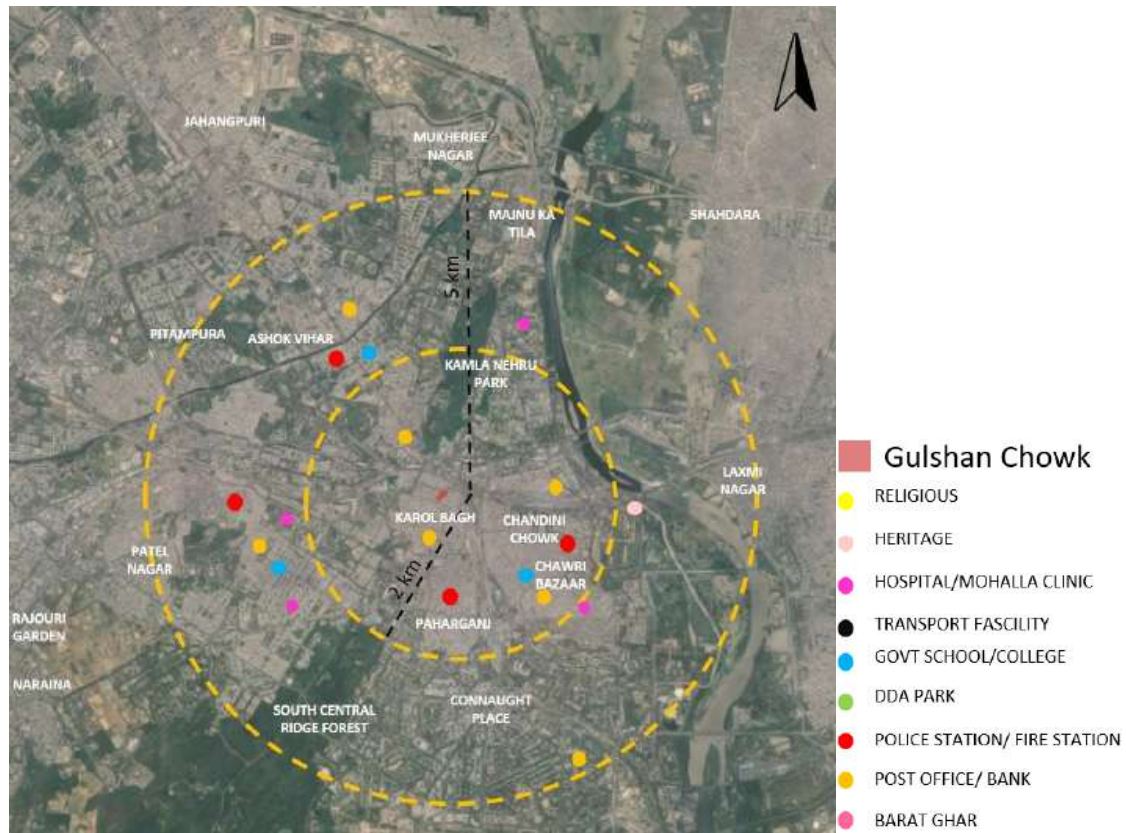 JAHANGPURI
MUKHERJEE
NAGAR
MAJNU KA
TILA
SHAHDARA
5 km
PITAMPURA
ASHOK VIHAR
KAMLA NEHRU
PARK
LAXMI
NAGAR
KAROL BAGH
CHANDINI
CHOWK
PATEL
NAGAR
CHAWRI
BAZAAR
2 km
PAHARGANJ
RAJOURI
GARDEN
NARAINA
SOUTH CENTRAL
RIDGE FOREST
CONNAUGHT
PLACE
Gulshan Chowk
RELIGIOUS
HERITAGE
HOSPITAL/MOHALLA CLINIC
TRANSPORT FASCILITY
GOVT SCHOOL/COLLEGE
DDA PARK
POLICE STATION/ FIRE STATION
POST OFFICE/ BANK
BARAT GHAR